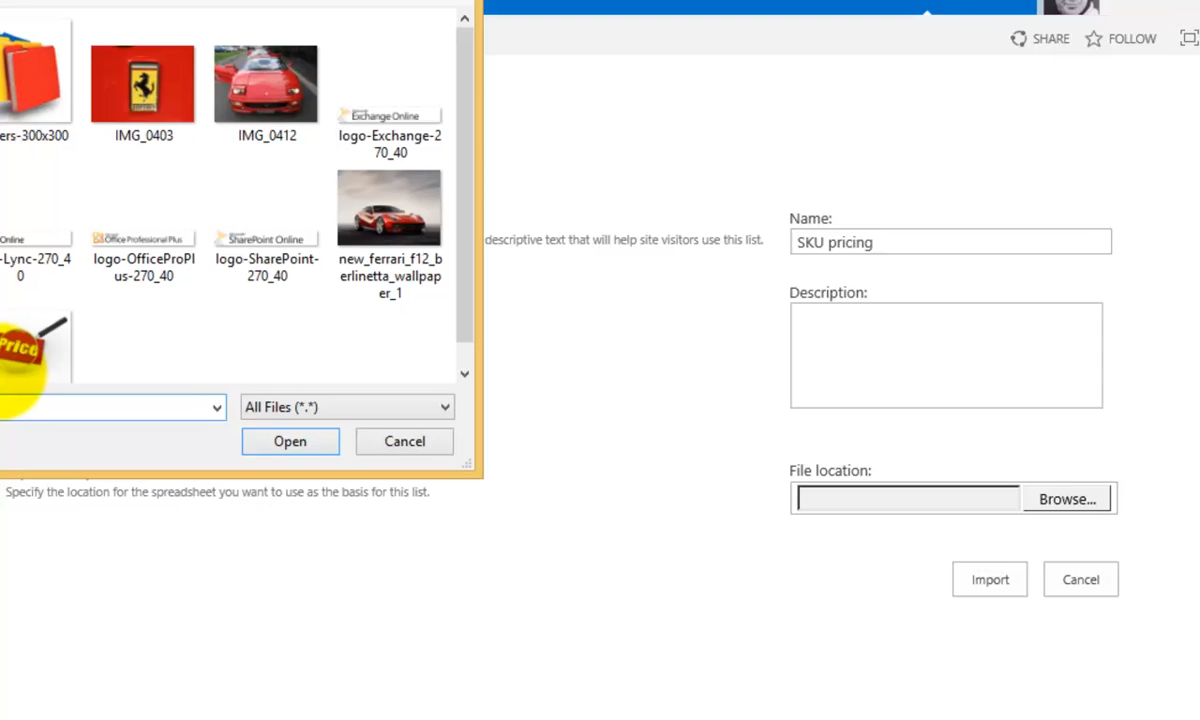 SHARE FOLLOW
ers-300x300
IMG_0403
IMG_0412
Exchange Online
logo-Exchange-2
70_40
Online
-Lync-270_4
0
Office Professional Plus
logo-OfficeProPl
us-270_40
SharePoint Online
logo-SharePoint-
270_40
new_ferrari_f12_b
erlinetta_wallpap
er_1
Price
All Files (*.*)
Open
Cancel
descriptive text that will help site visitors use this list.
Name:
SKU pricing
Description:
Specify the location for the spreadsheet you want to use as the basis for this list.
File location:
Browse...
Import
Cancel